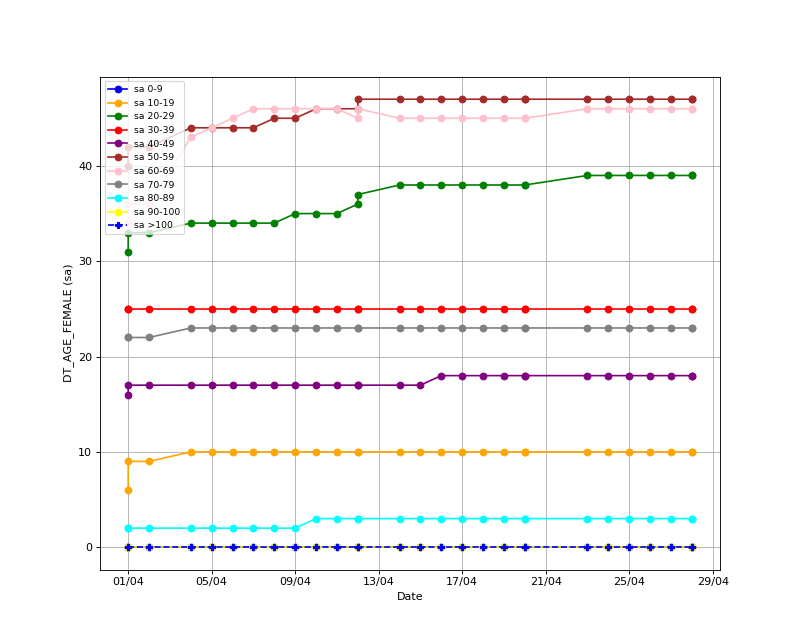 sa 0-9
sa 10-19
sa 20-29
sa 30-39
sa 40-49
sa 50-59
sa 60-69
sa 70-79
sa 80-89
sa 90-100
sa >100
DT_AGE_FEMALE (sa)
40
30
20
10
0
01/04 05/04 09/04 13/04 17/04 21/04 25/04 29/04
Date